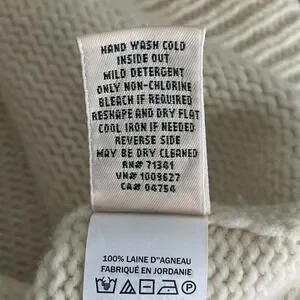 HAND WASH COLD
INSIDE OUT
MILD DETERGENT
ONLY NON-CHLORINE
BLEACH IF REQUIRED
RESHAPE AND DRY FLAT
COOL IRON IF NEEDED
REVERSE SIDE
MAY BE DRY CLEANED
RN# 71341
VN# 1009627
CA# 04754
100% LAINE D"AGNEAU
FABRIQUÉ EN JORDANIE